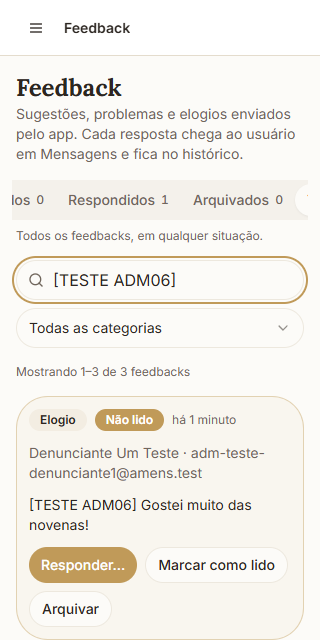 Feedback
Feedback
Sugestões, problemas e elogios enviados
pelo app. Cada resposta chega ao usuário
em Mensagens e fica no histórico.
dos 0 Respondidos 1 Arquivados 0
Todos os feedbacks, em qualquer situação.
[TESTE ADM06]
Todas as categorias
Mostrando 1–3 de 3 feedbacks
Elogio Não lido há 1 minuto
Denunciante Um Teste · adm-teste-
denunciante1@amens.test
[TESTE ADM06] Gostei muito das
novenas!
Responder... Marcar como lido
Arquivar